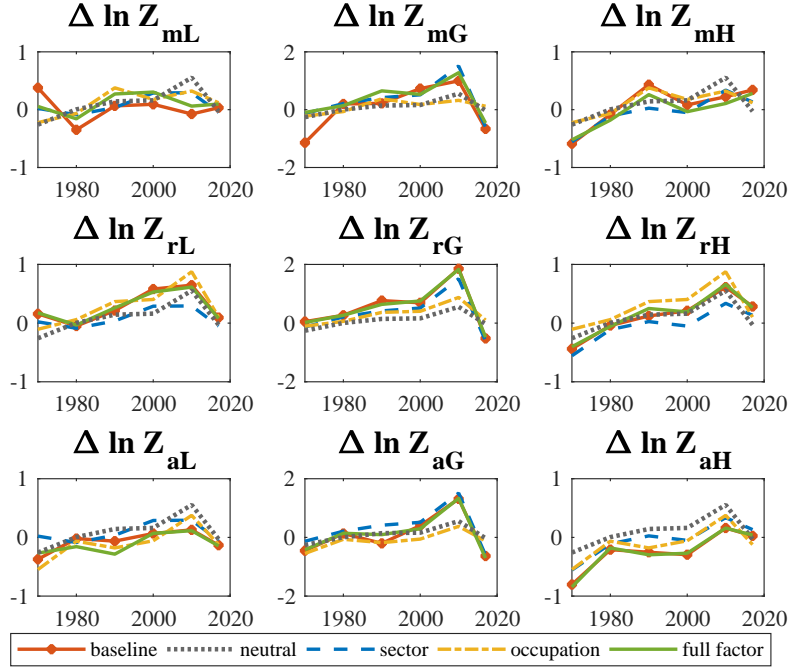 Δ ln Z_mL
Δ ln Z_mG
Δ ln Z_mH
1
0
-1
2
0
-2
1
0
-1
1980 2000 2020
1980 2000 2020
1980 2000 2020
Δ ln Z_rL
Δ ln Z_rG
Δ ln Z_rH
1
0
-1
2
0
-2
1
0
-1
1980 2000 2020
1980 2000 2020
1980 2000 2020
Δ ln Z_aL
Δ ln Z_aG
Δ ln Z_aH
1
0
-1
2
0
-2
1
0
-1
1980 2000 2020
1980 2000 2020
1980 2000 2020
baseline neutral sector occupation full factor